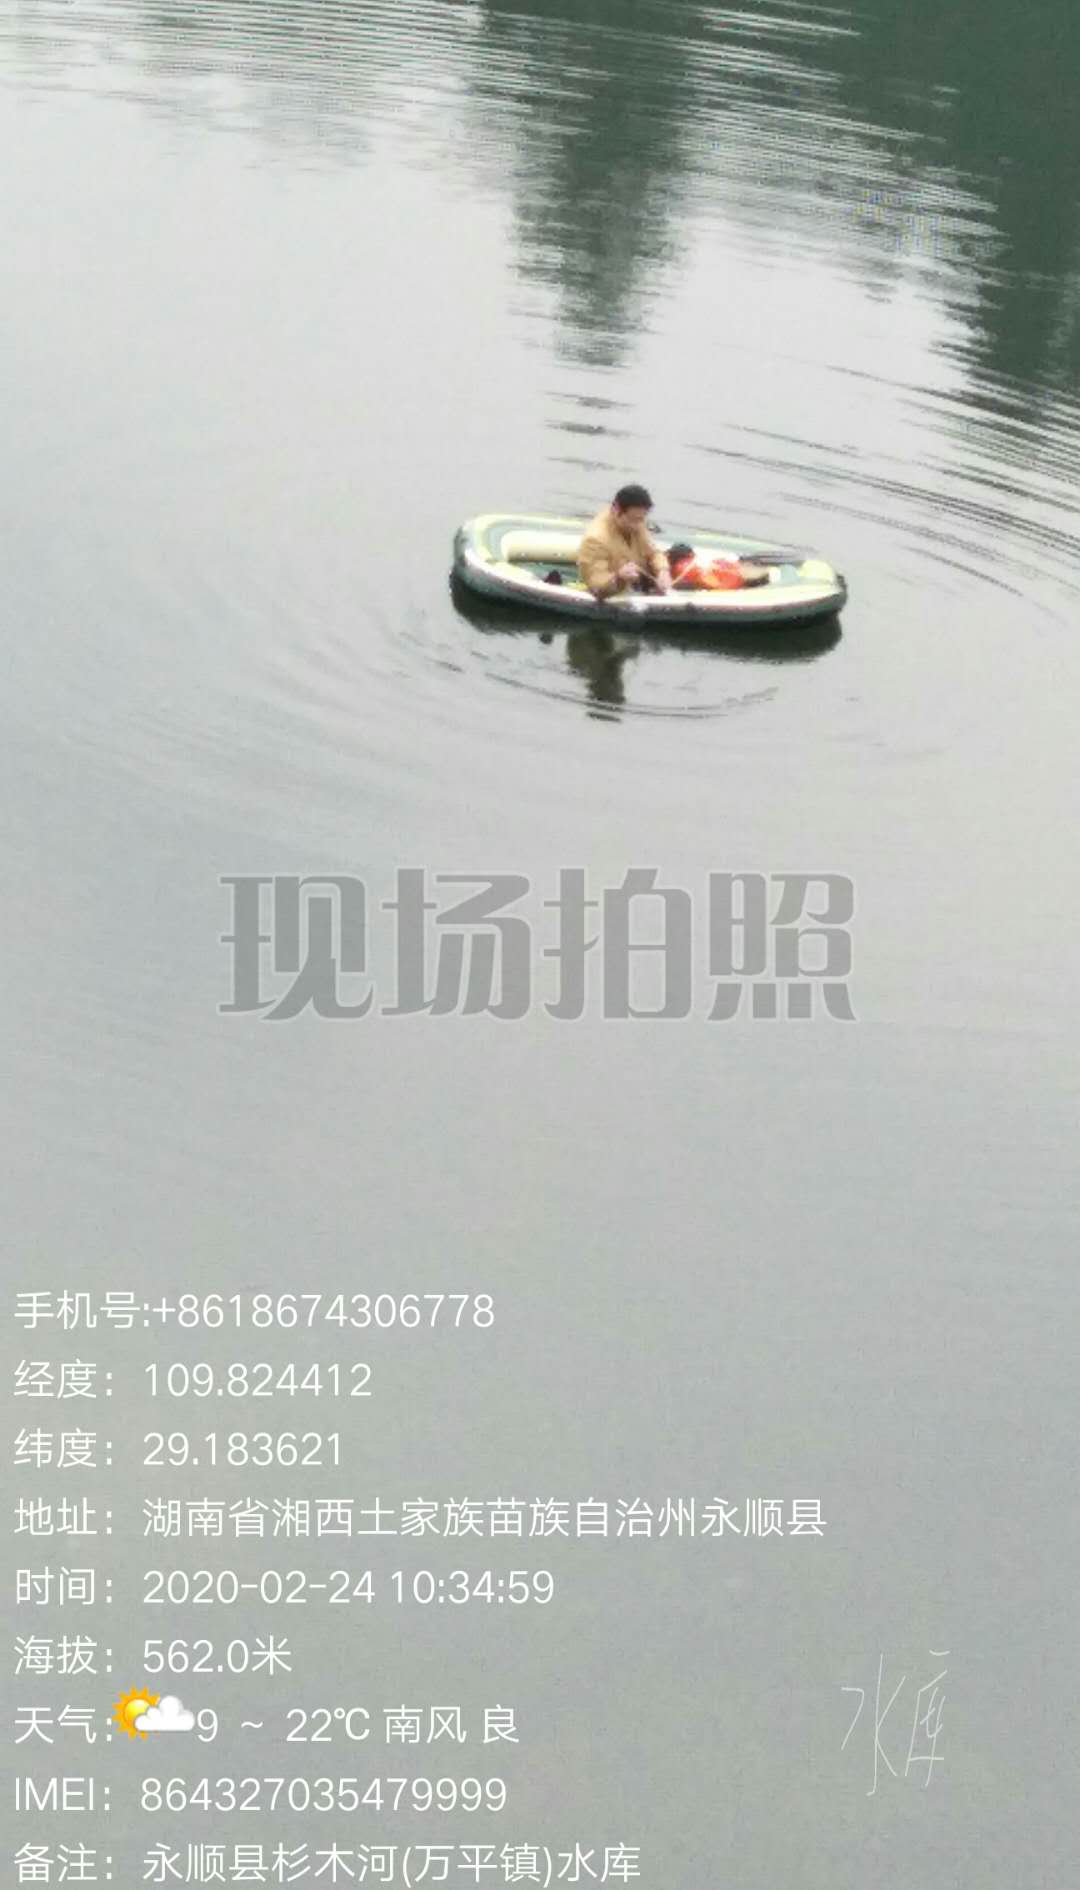 现场拍照
手机号:+8618674306778
经度：109.824412
纬度：29.183621
地址：湖南省湘西土家族苗族自治州永顺县
时间：2020-02-24 10:34:59
海拔：562.0米
天气:9 ~ 22℃ 南风 良
IMEI：864327035479999
备注：永顺县杉木河(万平镇)水库
水库